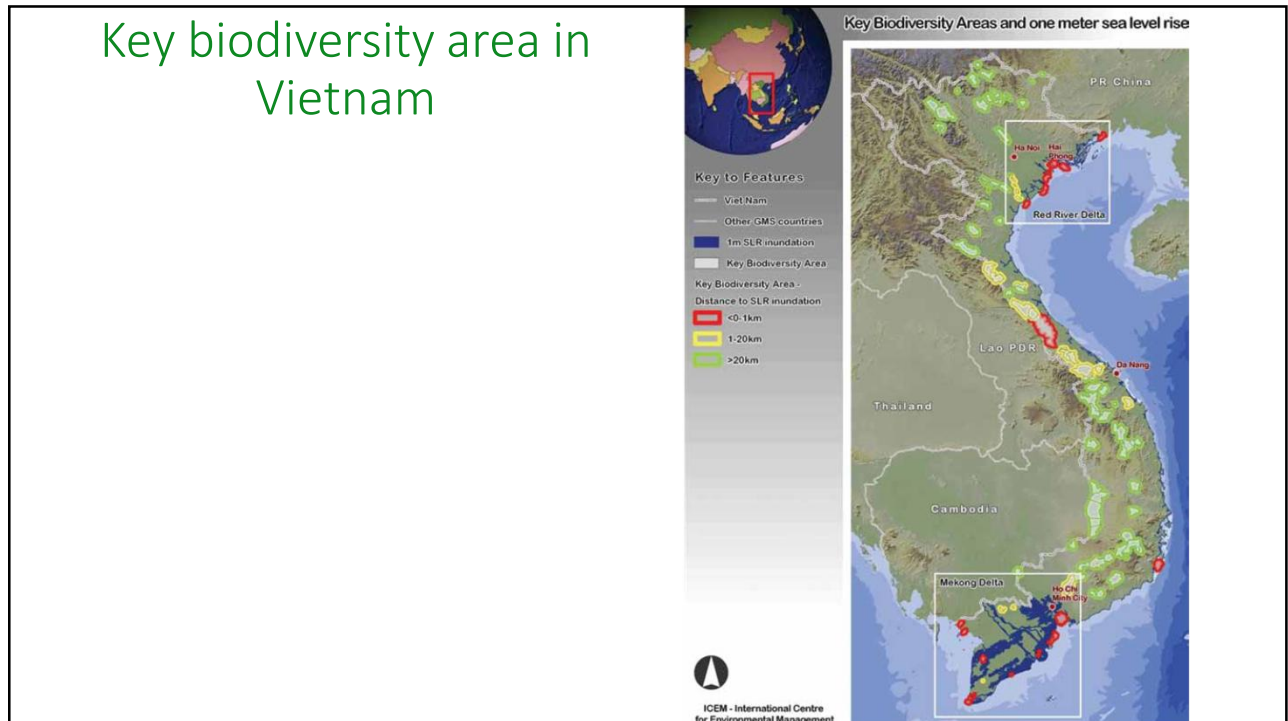 Key biodiversity area in
Vietnam
Key Biodiversity Areas and one meter sea level rise
Key to Features
Viet Nam
Other GMS countries
1m SLR inundation
Key Biodiversity Area
Key Biodiversity Area -
Distance to SLR inundation
<0-1km
1-20km
>20km
ICEM - International Centre
for Environmental Management
PR China
Ha Noi
Hai
Phong
Red River Delta
Lao PDR
Da Nang
Thailand
Cambodia
Mekong Delta
Ho Chi
Minh City